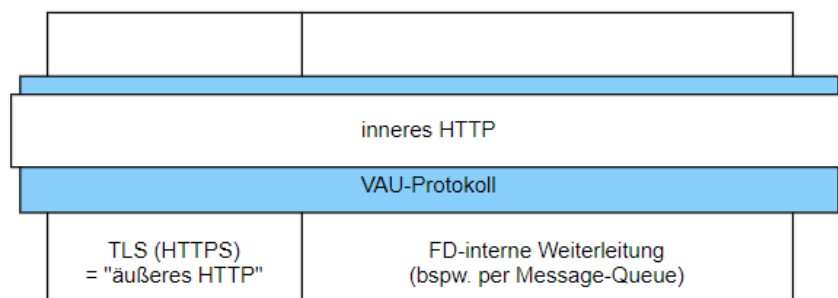 inneres HTTP
VAU-Protokoll
TLS (HTTPS)
= "äußeres HTTP"
FD-interne Weiterleitung
(bspw. per Message-Queue)